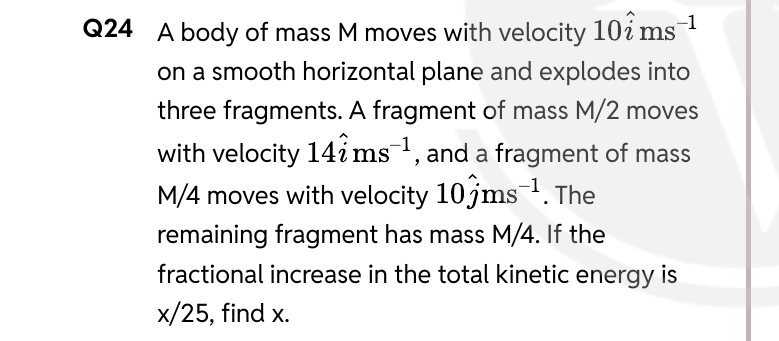 Q24 A body of mass M moves with velocity 10î ms⁻¹
on a smooth horizontal plane and explodes into
three fragments. A fragment of mass M/2 moves
with velocity 14î ms⁻¹, and a fragment of mass
M/4 moves with velocity 10ĵms⁻¹. The
remaining fragment has mass M/4. If the
fractional increase in the total kinetic energy is
x/25, find x.